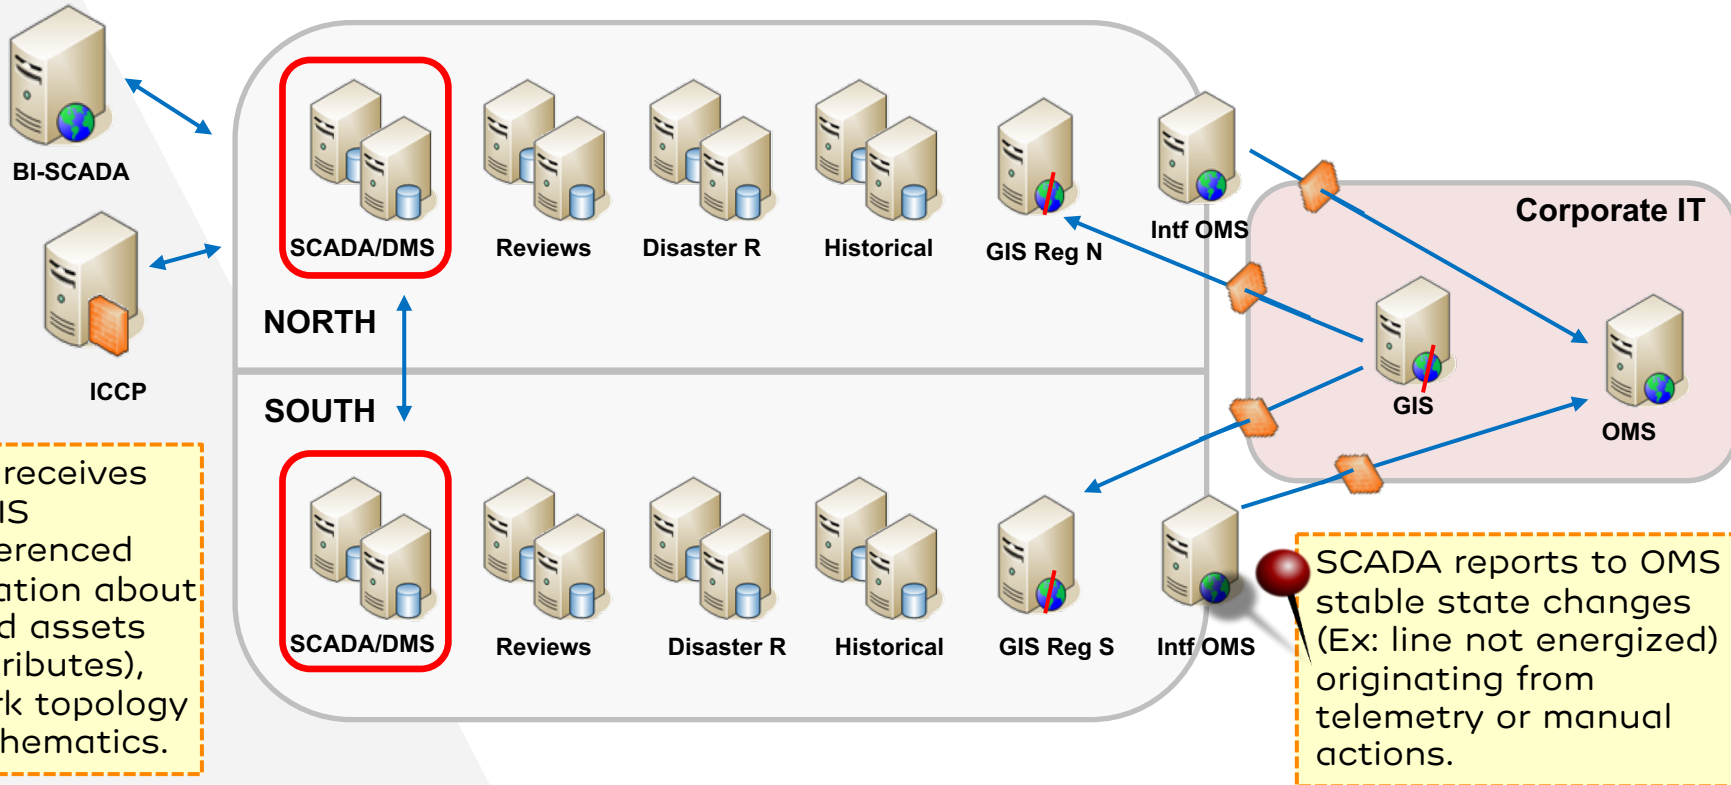 BI-SCADA
ICCP
SCADA/DMS
Reviews
Disaster R
Historical
GIS Reg N
Intf OMS
NORTH
SOUTH
SCADA/DMS
Reviews
Disaster R
Historical
GIS Reg S
Intf OMS
Corporate IT
GIS
OMS
receives
IS
erenced
ation about
d assets
ributes),
rk topology
hematics.
SCADA reports to OMS
stable state changes
(Ex: line not energized)
originating from
telemetry or manual
actions.